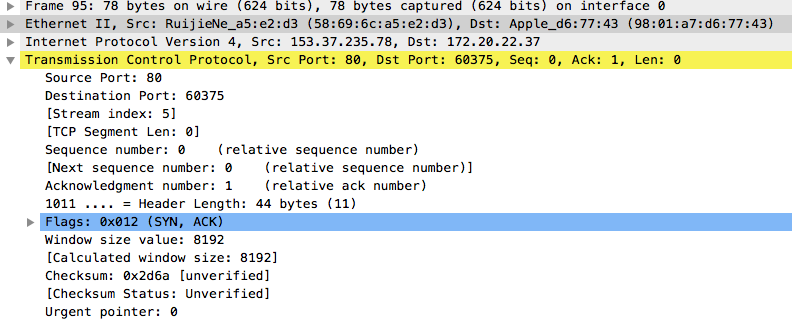 Frame 95: 78 bytes on wire (624 bits), 78 bytes captured (624 bits) on interface 0
Ethernet II, Src: RuijieNe_a5:e2:d3 (58:69:6c:a5:e2:d3), Dst: Apple_d6:77:43 (98:01:a7:d6:77:43)
Internet Protocol Version 4, Src: 153.37.235.78, Dst: 172.20.22.37
Transmission Control Protocol, Src Port: 80, Dst Port: 60375, Seq: 0, Ack: 1, Len: 0
Source Port: 80
Destination Port: 60375
[Stream index: 5]
[TCP Segment Len: 0]
Sequence number: 0    (relative sequence number)
[Next sequence number: 0    (relative sequence number)]
Acknowledgment number: 1    (relative ack number)
1011 .... = Header Length: 44 bytes (11)
Flags: 0x012 (SYN, ACK)
Window size value: 8192
[Calculated window size: 8192]
Checksum: 0x2d6a [unverified]
[Checksum Status: Unverified]
Urgent pointer: 0